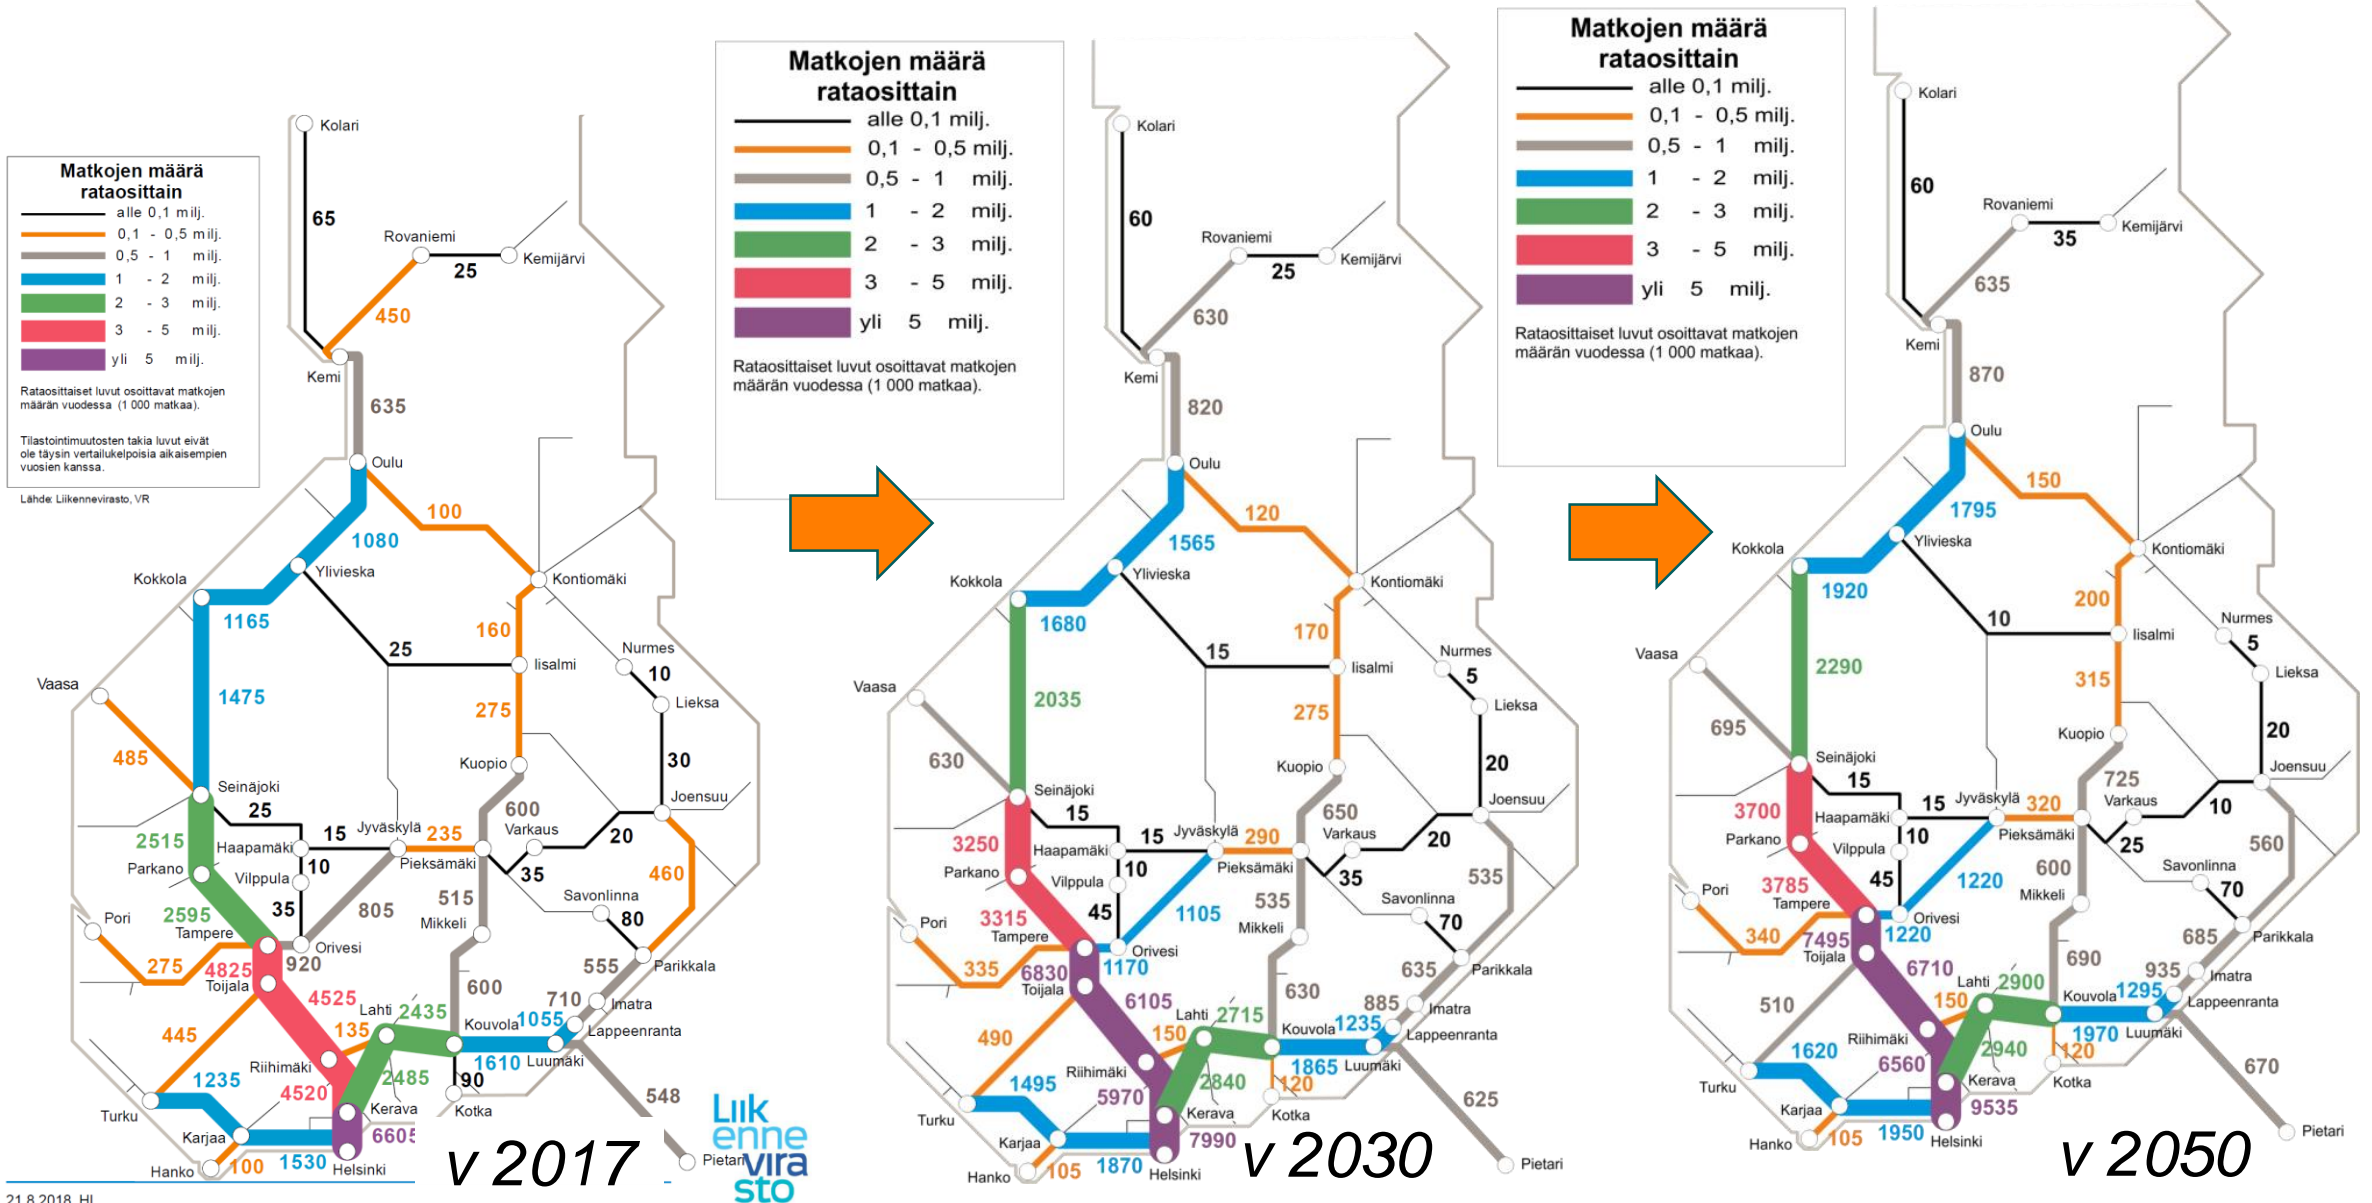 Matkojen määrä
rataosittain
alle 0,1 milj.
0,1 - 0,5 milj.
0,5 - 1 milj.
1 - 2 milj.
2 - 3 milj.
3 - 5 milj.
yli 5 milj.
Rataosittaiset luvut osoittavat matkojen
määrän vuodessa (1 000 matkaa).
Tilastointimuutosten takia luvut eivät
ole täysin vertailukelpoisia aikaisempien
vuosien kanssa.
Lähde: Liikennevirasto, VR
Kolari
65
Rovaniemi
25
Kemijärvi
450
Kemi
635
Oulu
100
1080
Ylivieska
Kontiomäki
Kokkola
1165
160
25
Iisalmi
Nurmes
10
Lieksa
Vaasa
1475
275
485
30
Kuopio
Seinäjoki
25
600
Joensuu
2515
15
Jyväskylä
235
Varkaus
20
Haapamäki
Pieksämäki
Parkano
10
35
Vilppula
460
Savonlinna
515
80
35
805
2595
Mikkeli
Pori
Tampere
Orivesi
920
275
4825
Toijala
555
Parikkala
600
4525
710
Imatra
Lahti
2435
1055
445
135
Kouvola
Lappeenranta
1610
Luumäki
Riihimäki
1235
2485
90
4520
548
Turku
Kerava
Kotka
Karjaa
6605
Hanko
100
1530
Helsinki
Pietari
v 2017
Liik
enne
vira
sto
21.8.2018 HL
Matkojen määrä
rataosittain
alle 0,1 milj.
0,1 - 0,5 milj.
0,5 - 1 milj.
1 - 2 milj.
2 - 3 milj.
3 - 5 milj.
yli 5 milj.
Rataosittaiset luvut osoittavat matkojen
määrän vuodessa (1 000 matkaa).
Kolari
60
Rovaniemi
25
Kemijärvi
630
Kemi
820
Oulu
120
1565
Ylivieska
Kontiomäki
Kokkola
1680
170
15
Iisalmi
Nurmes
5
Lieksa
Vaasa
2035
275
630
20
Kuopio
Seinäjoki
15
650
Joensuu
3250
15
Jyväskylä
290
Varkaus
20
Haapamäki
Pieksämäki
Parkano
10
35
Vilppula
535
Savonlinna
535
70
45
1105
3315
Mikkeli
Pori
Tampere
Orivesi
1170
335
6830
Toijala
635
Parikkala
630
6105
885
Imatra
Lahti
2715
1235
490
150
Kouvola
Lappeenranta
1865
Luumäki
Riihimäki
1495
2840
120
5970
625
Turku
Kerava
Kotka
Karjaa
7990
Hanko
105
1870
Helsinki
Pietari
v 2030
Matkojen määrä
rataosittain
alle 0,1 milj.
0,1 - 0,5 milj.
0,5 - 1 milj.
1 - 2 milj.
2 - 3 milj.
3 - 5 milj.
yli 5 milj.
Rataosittaiset luvut osoittavat matkojen
määrän vuodessa (1 000 matkaa).
Kolari
60
Rovaniemi
35
Kemijärvi
635
Kemi
870
Oulu
150
1795
Ylivieska
Kontiomäki
Kokkola
1920
200
10
Iisalmi
Nurmes
5
Lieksa
Vaasa
2290
315
695
20
Kuopio
Seinäjoki
15
725
Joensuu
3700
15
Jyväskylä
320
Varkaus
10
Haapamäki
Pieksämäki
Parkano
10
25
Vilppula
560
Savonlinna
600
70
45
1220
3785
Mikkeli
Pori
Tampere
Orivesi
1220
340
7495
Toijala
685
Parikkala
690
6710
935
Imatra
Lahti
2900
1295
510
150
Kouvola
Lappeenranta
1970
Luumäki
Riihimäki
1620
2940
120
6560
670
Turku
Kerava
Kotka
Karjaa
9535
Hanko
105
1950
Helsinki
Pietari
v 2050